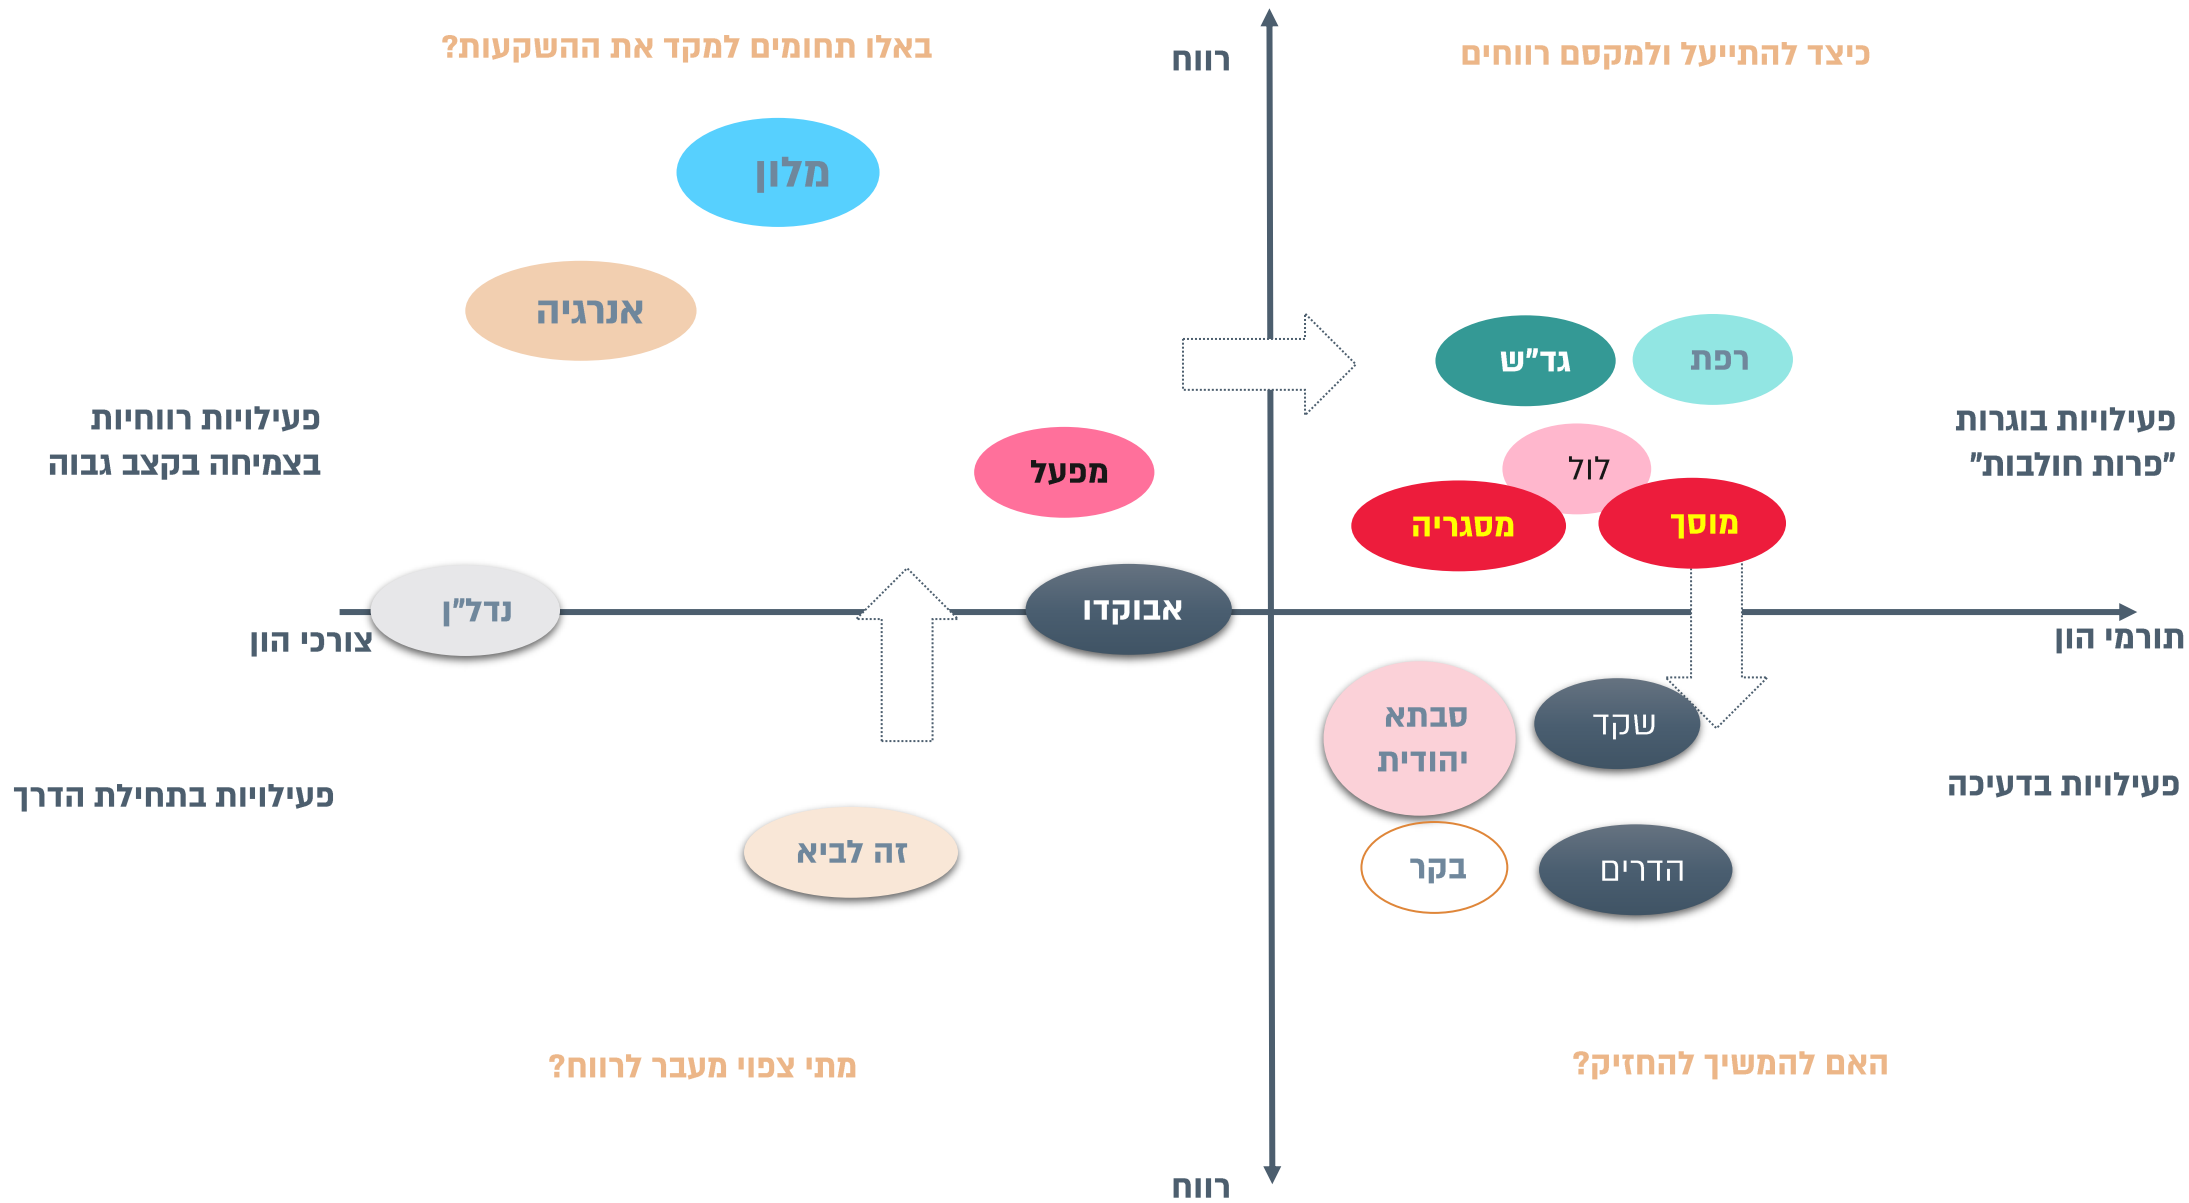 כיצד להתייעל ולמקסם רווחים
באלו תחומים למקד את ההשקעות?
רווח
מלון
אנרגיה
רפת
גד"ש
פעילויות בוגרות
"פרות חולבות"
לול
מוסך
מסגריה
מפעל
פעילויות רווחיות
בצמיחה בקצב גבוה
אבוקדו
נדל"ן
תורמי הון
צורכי הון
שקד
סבתא
יהודית
פעילויות בדעיכה
פעילויות בתחילת הדרך
הדרים
בקר
זה לביא
האם להמשיך להחזיק?
מתי צפוי מעבר לרווח?
רווח